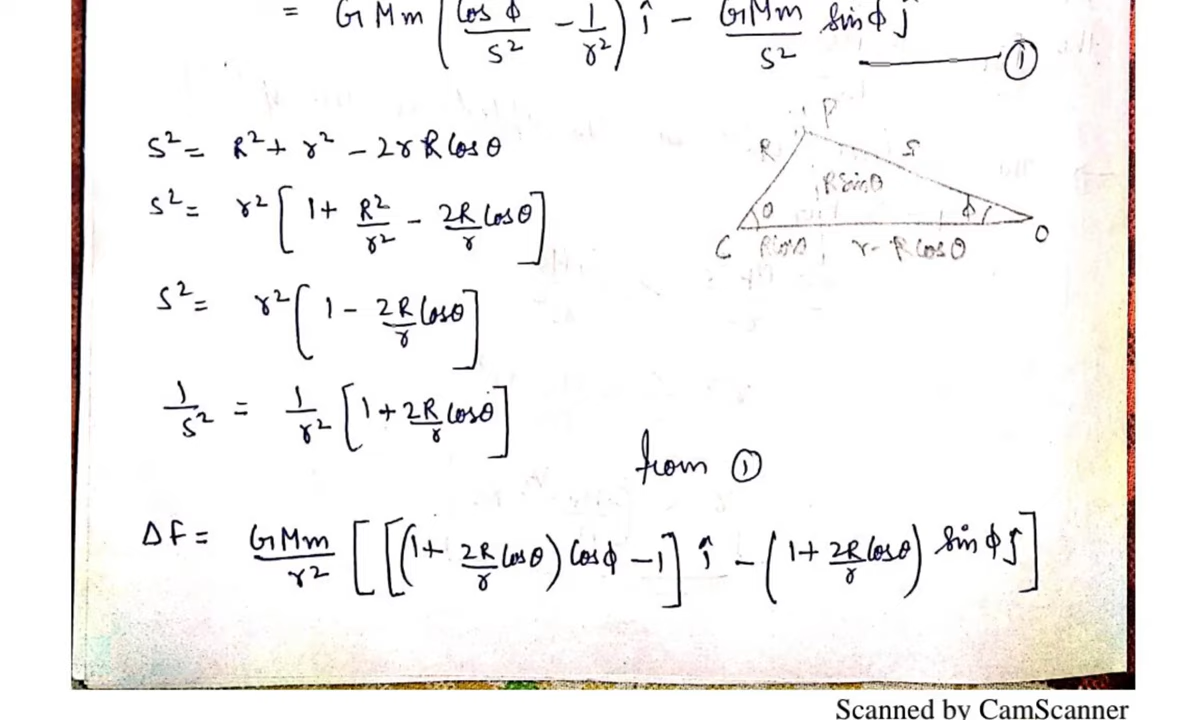 = GMm (cos ϕ/S² - 1/r²) î - GMm/S² sin ϕ ĵ
①
S² = R² + r² - 2rR cos θ
P
R
S
S² = r² [1 + R²/r² - 2R/r cos θ]
R sin θ
θ
ϕ
C
O
R cos θ
r - R cos θ
S² = r² [1 - 2R/r cos θ]
1/S² = 1/r² [1 + 2R/r cos θ]
from ①
ΔF = GMm/r² [[(1 + 2R/r cos θ) cos ϕ - 1] î - (1 + 2R/r cos θ) sin ϕ ĵ]
Scanned by CamScanner